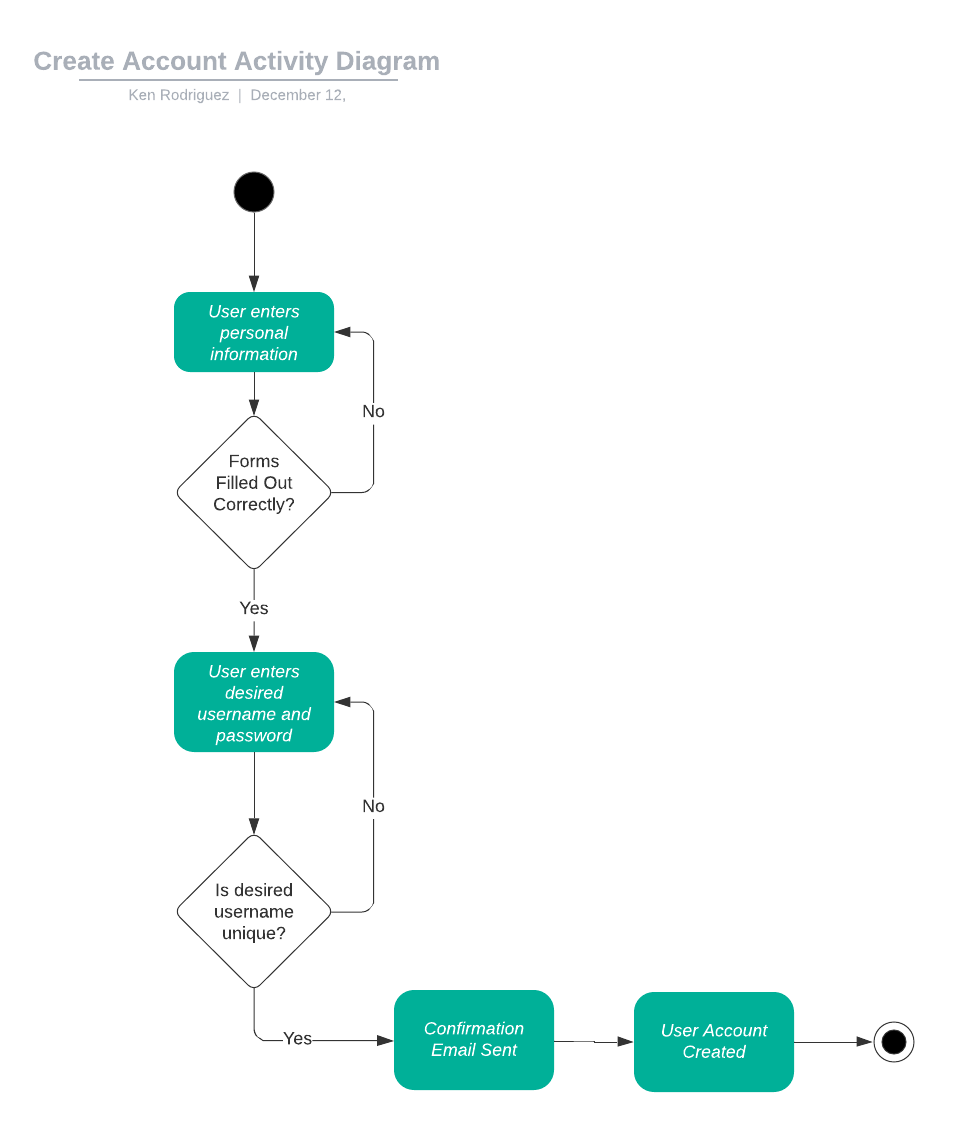 Create Account Activity Diagram
Ken Rodriguez | December 12,
User enters
personal
information
No
Forms
Filled Out
Correctly?
Yes
User enters
desired
username and
password
No
Is desired
username
unique?
Yes
Confirmation
Email Sent
User Account
Created